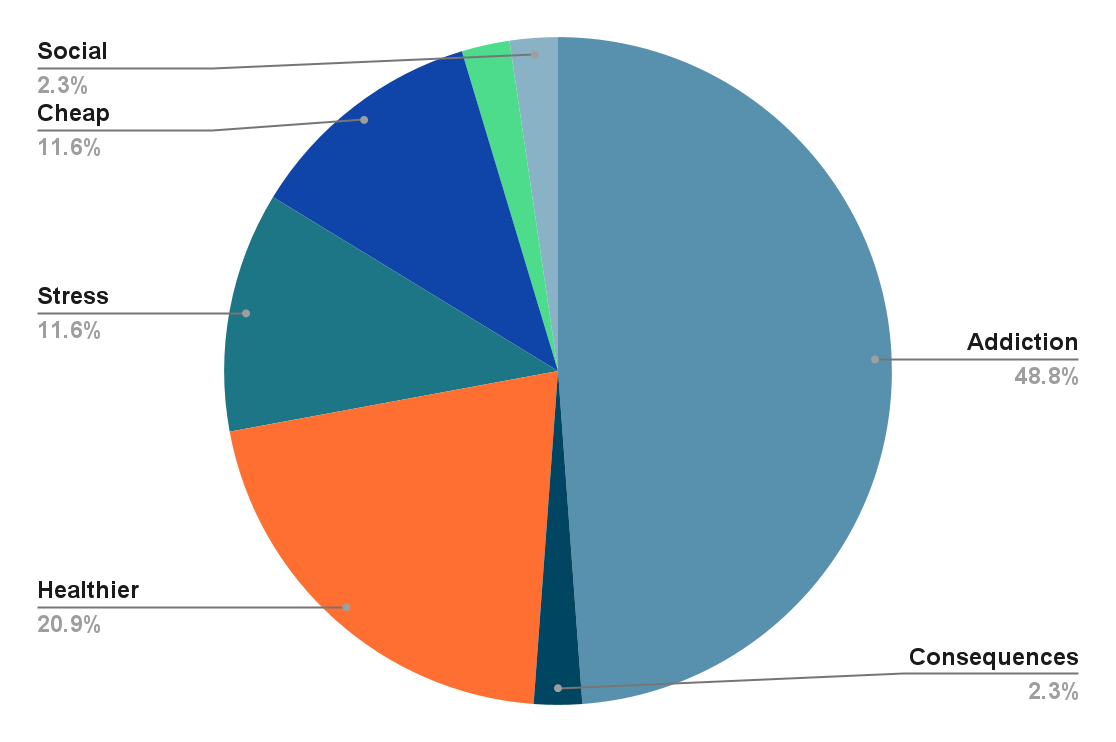 Social
2.3%
Cheap
11.6%
Stress
11.6%
Healthier
20.9%
Addiction
48.8%
Consequences
2.3%